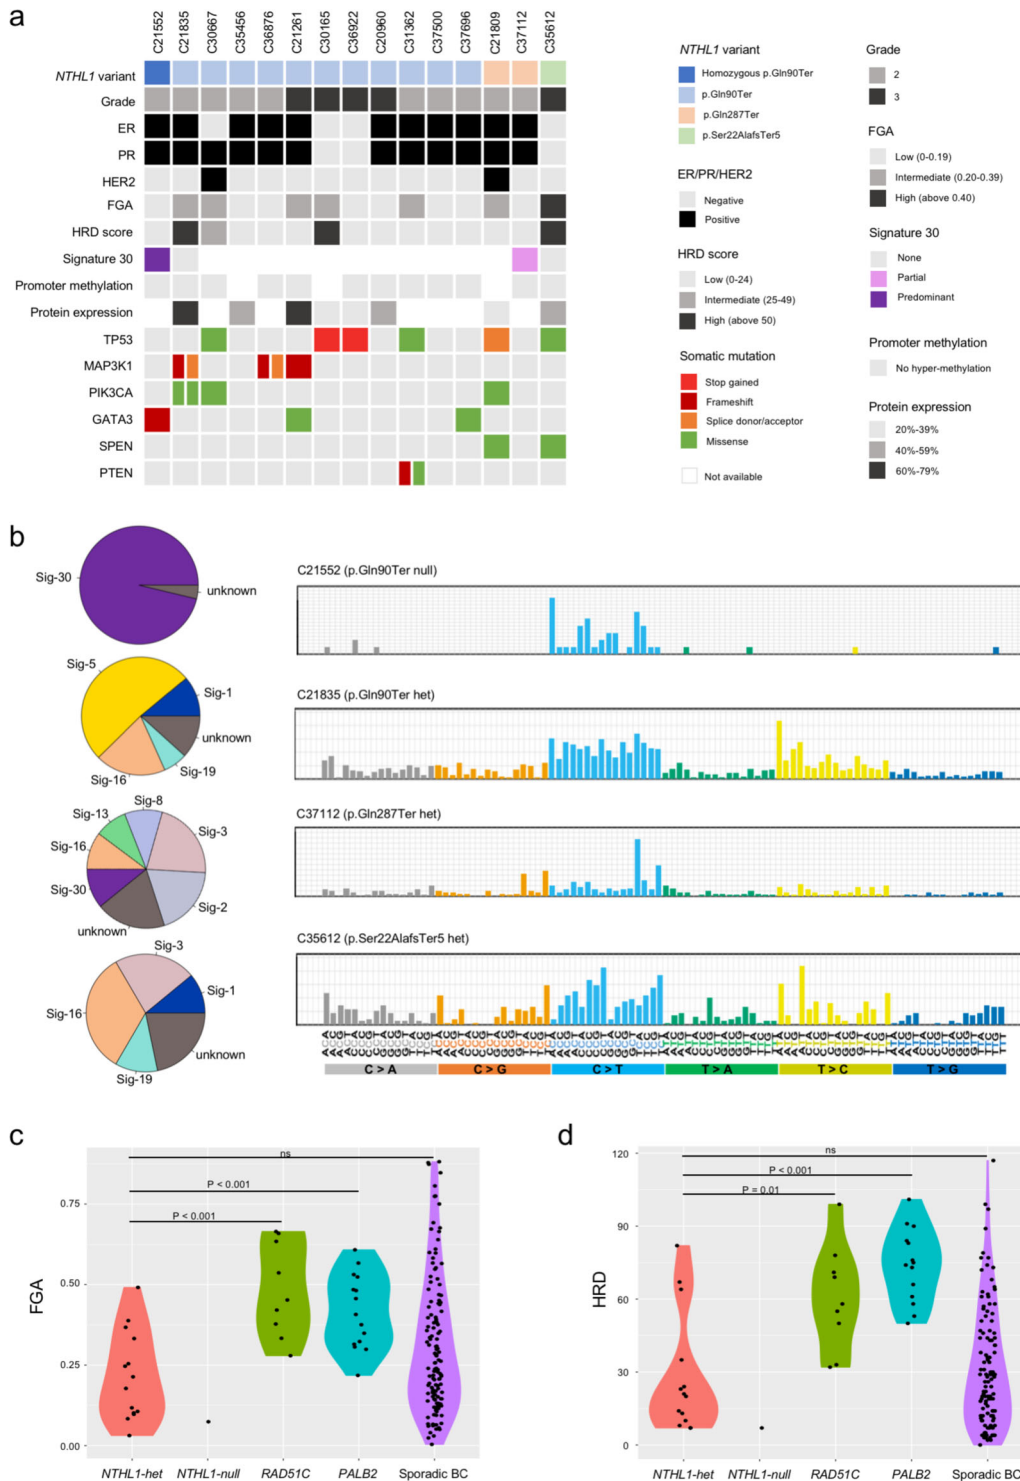 a
C21552 C21835 C30667 C35456 C36876 C21261 C30165 C36922 C20960 C31362 C37500 C37696 C21809 C37112 C35612
NTHL1 variant
Grade
ER
PR
HER2
FGA
HRD score
Signature 30
Promoter methylation
Protein expression
TP53
MAP3K1
PIK3CA
GATA3
SPEN
PTEN
NTHL1 variant
Homozygous p.Gln90Ter
p.Gln90Ter
p.Gln287Ter
p.Ser22AlafsTer5
ER/PR/HER2
Negative
Positive
HRD score
Low (0-24)
Intermediate (25-49)
High (above 50)
Somatic mutation
Stop gained
Frameshift
Splice donor/acceptor
Missense
Not available
Grade
2
3
FGA
Low (0-0.19)
Intermediate (0.20-0.39)
High (above 0.40)
Signature 30
None
Partial
Predominant
Promoter methylation
No hyper-methylation
Protein expression
20%-39%
40%-59%
60%-79%
b
Sig-30
unknown
C21552 (p.Gln90Ter null)
Sig-5
Sig-1
unknown
Sig-19
Sig-16
C21835 (p.Gln90Ter het)
Sig-8
Sig-13
Sig-3
Sig-16
Sig-30
Sig-2
unknown
C37112 (p.Gln287Ter het)
Sig-3
Sig-1
Sig-16
unknown
Sig-19
C35612 (p.Ser22AlafsTer5 het)
C > A C > G C > T T > A T > C T > G
c
FGA
0.75
0.50
0.25
0.00
ns
P < 0.001
P < 0.001
NTHL1-het NTHL1-null RAD51C PALB2 Sporadic BC
d
HRD
120
90
60
30
0
ns
P < 0.001
P = 0.01
NTHL1-het NTHL1-null RAD51C PALB2 Sporadic BC